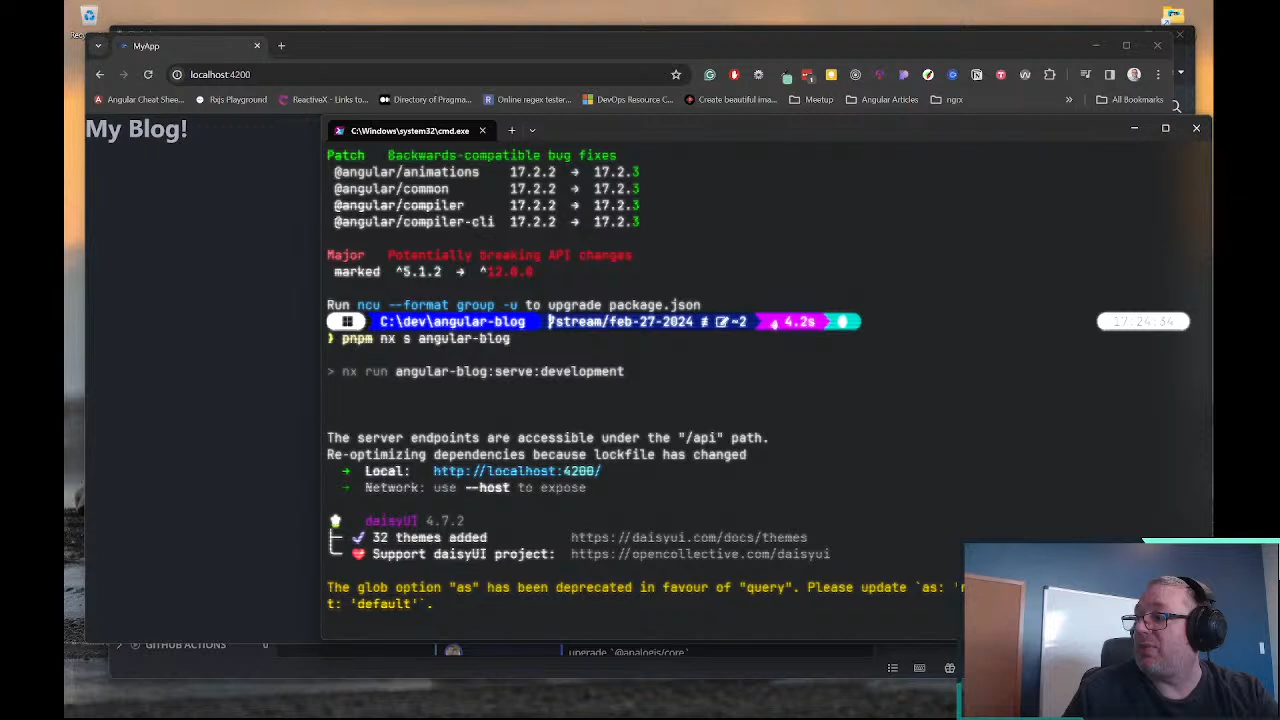 MyApp
localhost:4200
Angular Cheat Shee...
Rxjs Playground
ReactiveX - Links to...
Directory of Pragma...
Online regex tester...
DevOps Resource C...
Create beautiful ima...
Meetup
Angular Articles
ngrx
»
All Bookmarks
My Blog!
C:\Windows\system32\cmd.exe
Patch Backwards-compatible bug fixes
@angular/animations 17.2.2 → 17.2.3
@angular/common 17.2.2 → 17.2.3
@angular/compiler 17.2.2 → 17.2.3
@angular/compiler-cli 17.2.2 → 17.2.3
Major Potentially breaking API changes
marked ^5.1.2 → ^12.0.0
Run ncu --format group -u to upgrade package.json
C:\dev\angular-blog stream/feb-27-2024 ≢ ~2 4.2s 17:24:34
❯ pnpm nx s angular-blog
> nx run angular-blog:serve:development
The server endpoints are accessible under the "/api" path.
Re-optimizing dependencies because lockfile has changed
→ Local: http://localhost:4200/
→ Network: use --host to expose
daisyUI 4.7.2
├─ ✔ 32 themes added https://daisyui.com/docs/themes
└─ ❤ Support daisyUI project: https://opencollective.com/daisyui
The glob option "as" has been deprecated in favour of "query". Please update `as: '
t: 'default'`.
GITHUB ACTIONS
upgrade `@analogjs/core`